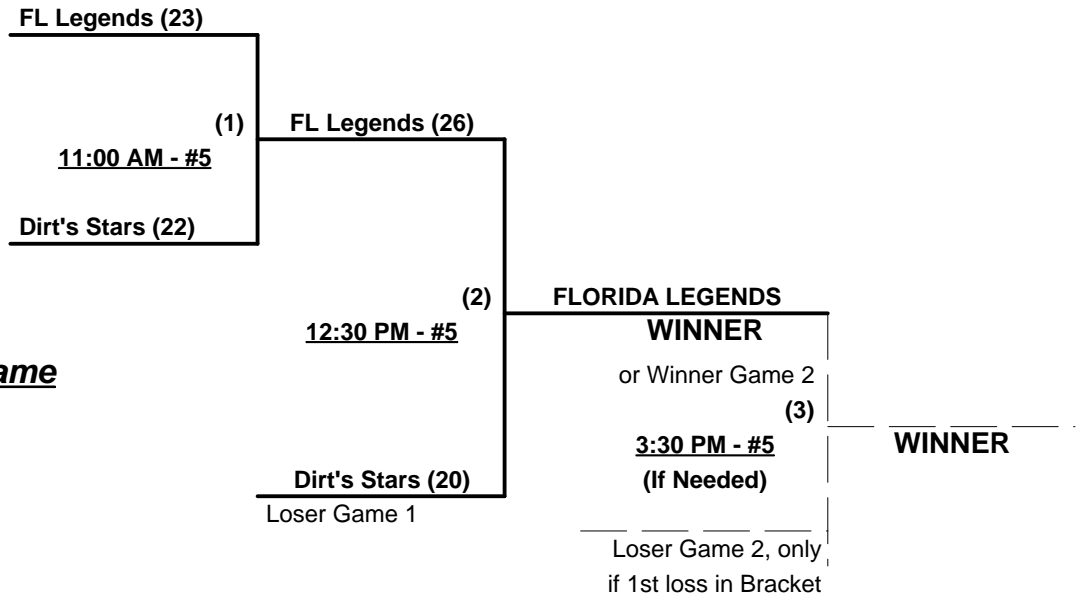 FL Legends (23)
(1)
FL Legends (26)
11:00 AM - #5
Dirt's Stars (22)
(2)
FLORIDA LEGENDS
12:30 PM - #5
WINNER
or Winner Game 2
(3)
3:30 PM - #5
WINNER
(If Needed)
Dirt's Stars (20)
Loser Game 1
Loser Game 2, only
if 1st loss in Bracket